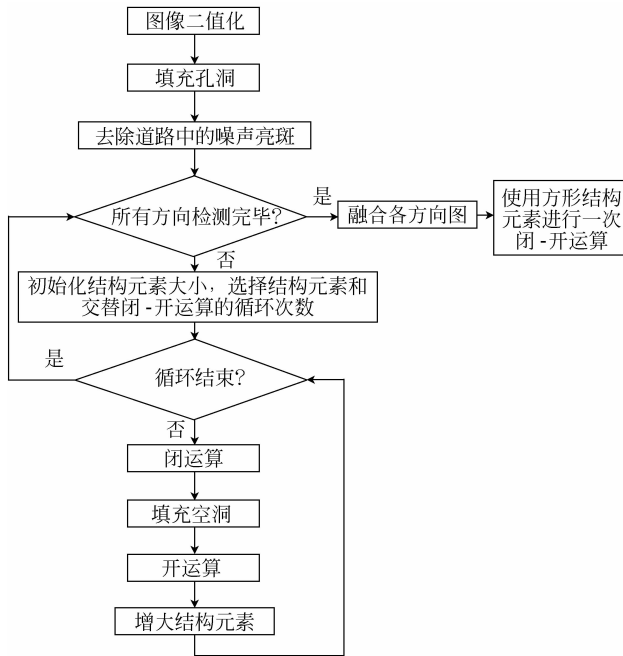 图像二值化
填充孔洞
去除道路中的噪声亮斑
所有方向检测完毕?
是
融合各方向图
使用方形结构
元素进行一次
闭-开运算
否
初始化结构元素大小，选择结构元素和
交替闭-开运算的循环次数
是
循环结束?
否
闭运算
填充空洞
开运算
增大结构元素